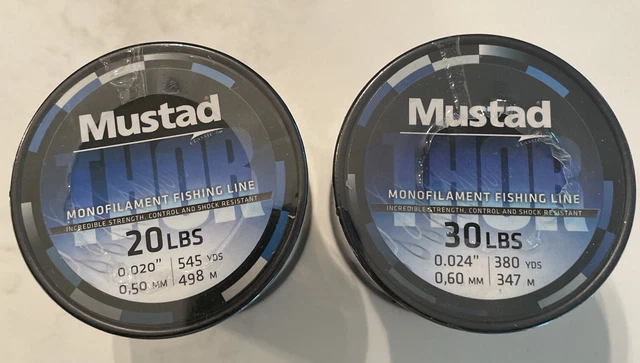 Mustad
THOR
MONOFILAMENT FISHING LINE
INCREDIBLE STRENGTH, CONTROL AND SHOCK RESISTANT
20 LBS
0.020" 545 YDS
0,50 MM 498 M
Mustad
THOR
MONOFILAMENT FISHING LINE
INCREDIBLE STRENGTH, CONTROL AND SHOCK RESISTANT
30 LBS
0.024" 380 YDS
0,60 MM 347 M